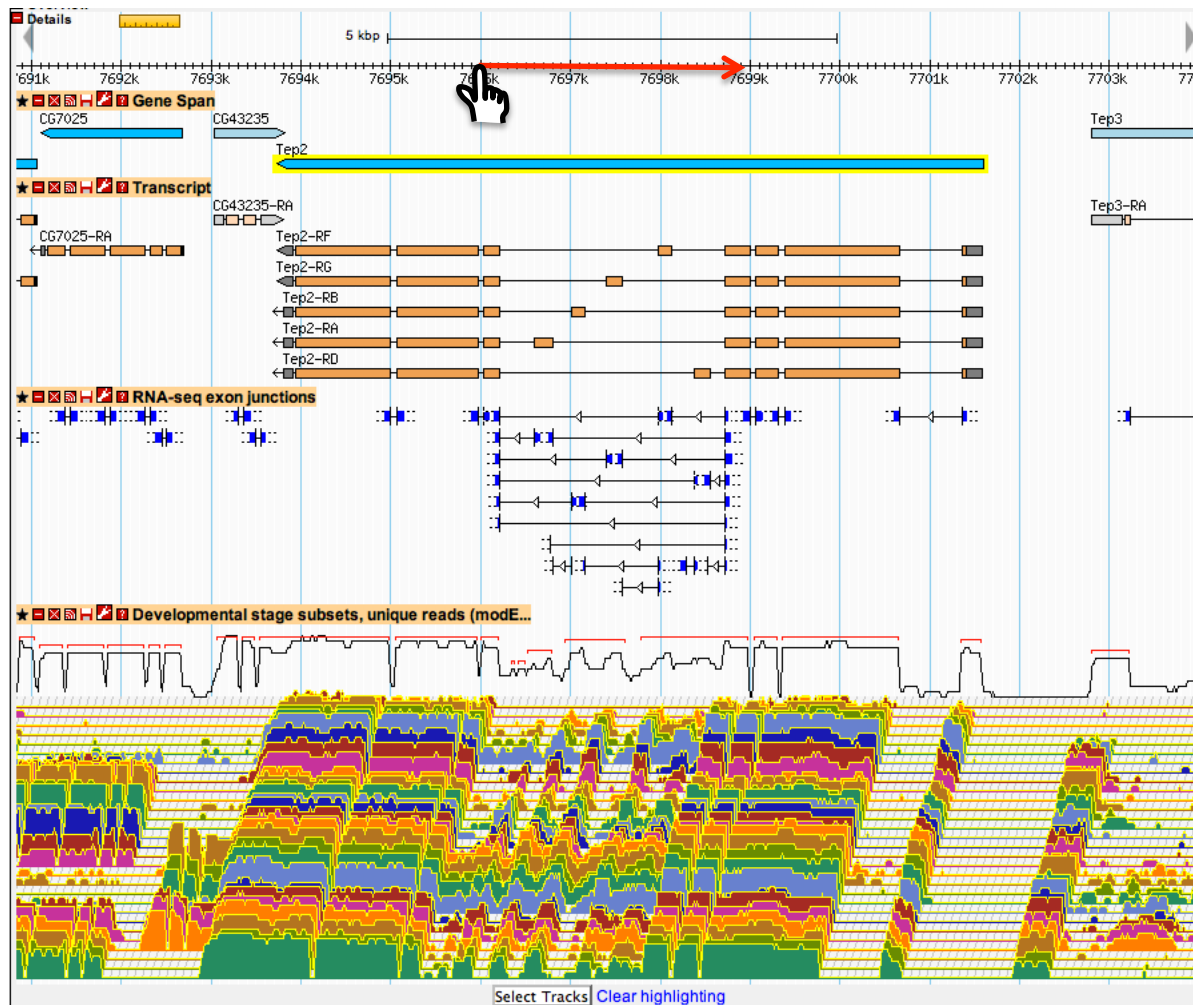 Details
5 kbp
7692k 7693k 7694k 7695k 7697k 7698k 7699k 7700k 7701k 7702k 7703k
Gene Span
CG7025 CG43235 Tep3
Tep2
Transcript
CG43235-RA Tep3-RA
CG7025-RA Tep2-RF
Tep2-RG
Tep2-RB
Tep2-RA
Tep2-RD
RNA-seq exon junctions
Developmental stage subsets, unique reads (modE...
Select Tracks Clear highlighting